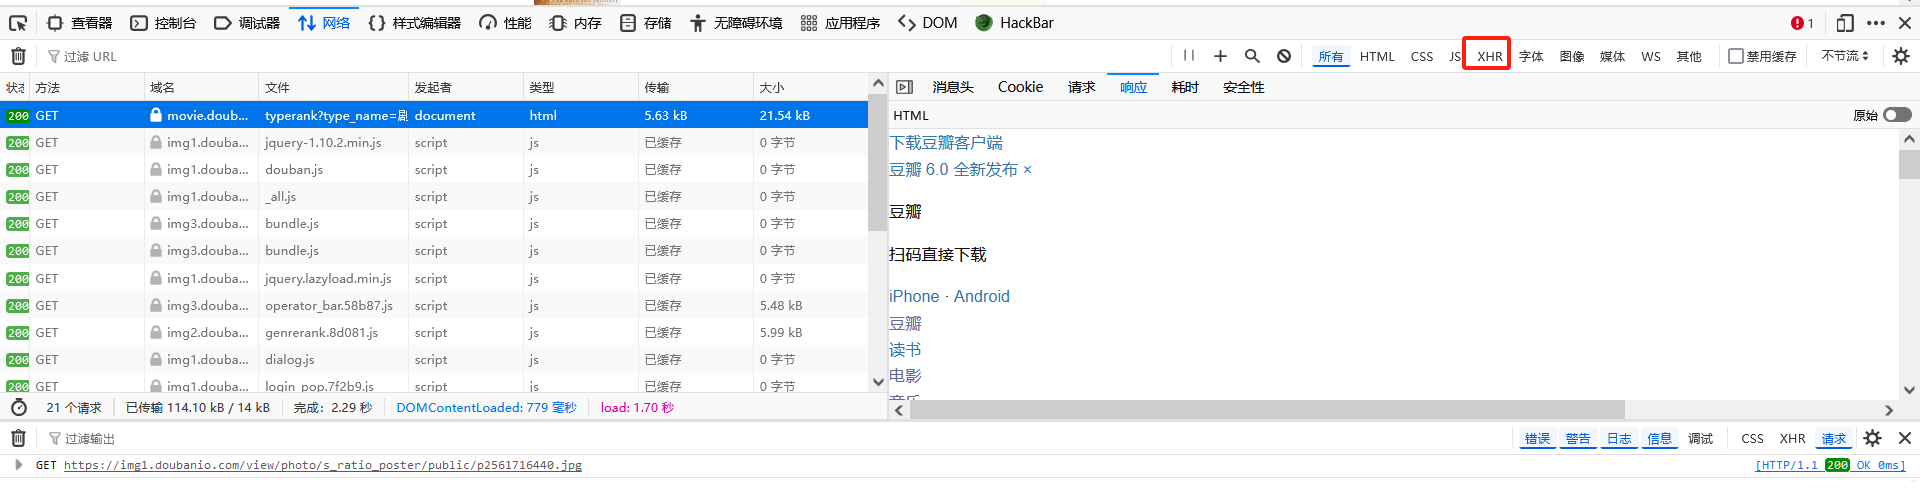 查看器 控制台 调试器 网络 样式编辑器 性能 内存 存储 无障碍环境 应用程序 DOM HackBar 1
过滤 URL 所有 HTML CSS JS XHR 字体 图像 媒体 WS 其他 禁用缓存 不节流
状态 方法 域名 文件 发起者 类型 传输 大小
200 GET movie.doub... typerank?type_name=剧 document html 5.63 kB 21.54 kB
200 GET img1.douba... jquery-1.10.2.min.js script js 已缓存 0 字节
200 GET img1.douba... douban.js script js 已缓存 0 字节
200 GET img1.douba... _all.js script js 已缓存 0 字节
200 GET img3.douba... bundle.js script js 已缓存 0 字节
200 GET img3.douba... bundle.js script js 已缓存 0 字节
200 GET img1.douba... jquery.lazyload.min.js script js 已缓存 0 字节
200 GET img3.douba... operator_bar.58b87.js script js 已缓存 5.48 kB
200 GET img2.douba... genrerank.8d081.js script js 已缓存 5.99 kB
200 GET img1.douba... dialog.js script js 已缓存 0 字节
200 GET img1.douba... login_pop.7f2b9.js script js 已缓存 0 字节
21 个请求 已传输 114.10 kB / 14 kB 完成：2.29 秒 DOMContentLoaded: 779 毫秒 load: 1.70 秒
消息头 Cookie 请求 响应 耗时 安全性
HTML 原始
下载豆瓣客户端
豆瓣 6.0 全新发布 ×
豆瓣
扫码直接下载
iPhone · Android
豆瓣
读书
电影
音乐
过滤输出 错误 警告 日志 信息 调试 CSS XHR 请求
GET https://img1.doubanio.com/view/photo/s_ratio_poster/public/p2561716440.jpg [HTTP/1.1 200 OK 0ms]